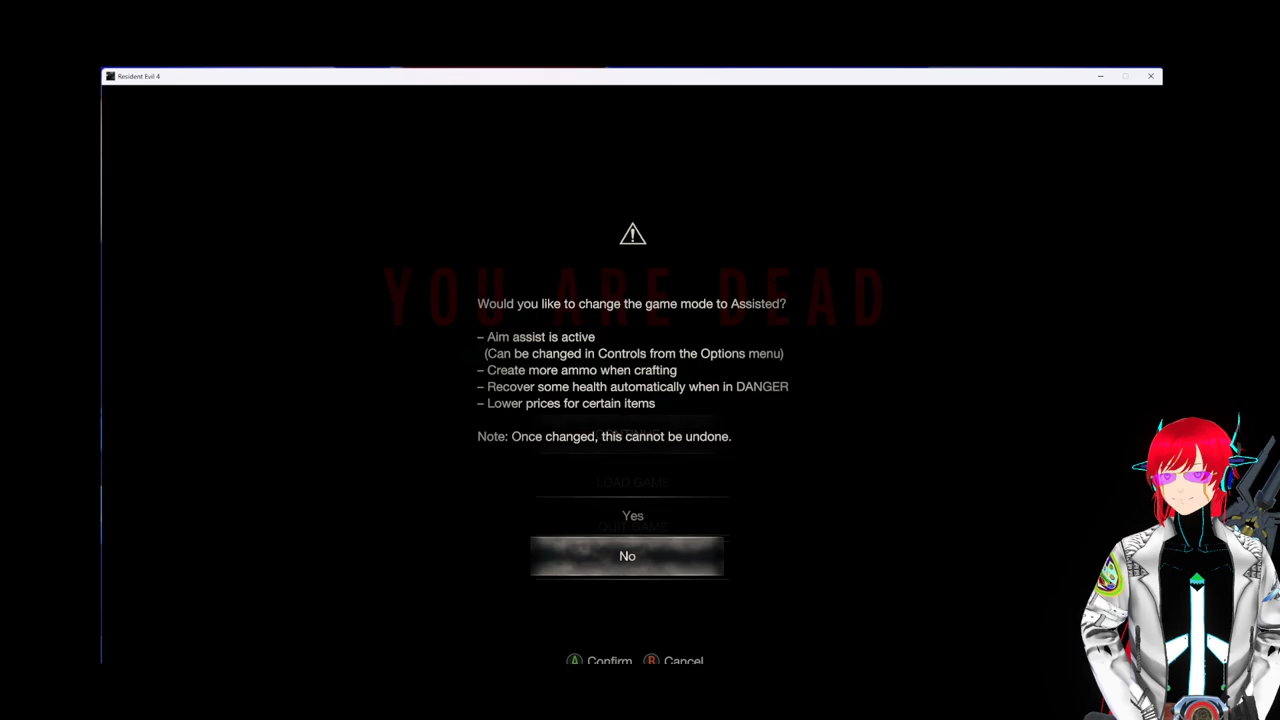 Resident Evil 4
YOU ARE DEAD
Would you like to change the game mode to Assisted?
– Aim assist is active
(Can be changed in Controls from the Options menu)
– Create more ammo when crafting
– Recover some health automatically when in DANGER
– Lower prices for certain items
CONTINUE
Note: Once changed, this cannot be undone.
LOAD GAME
Yes
QUIT GAME
No
A Confirm B Cancel